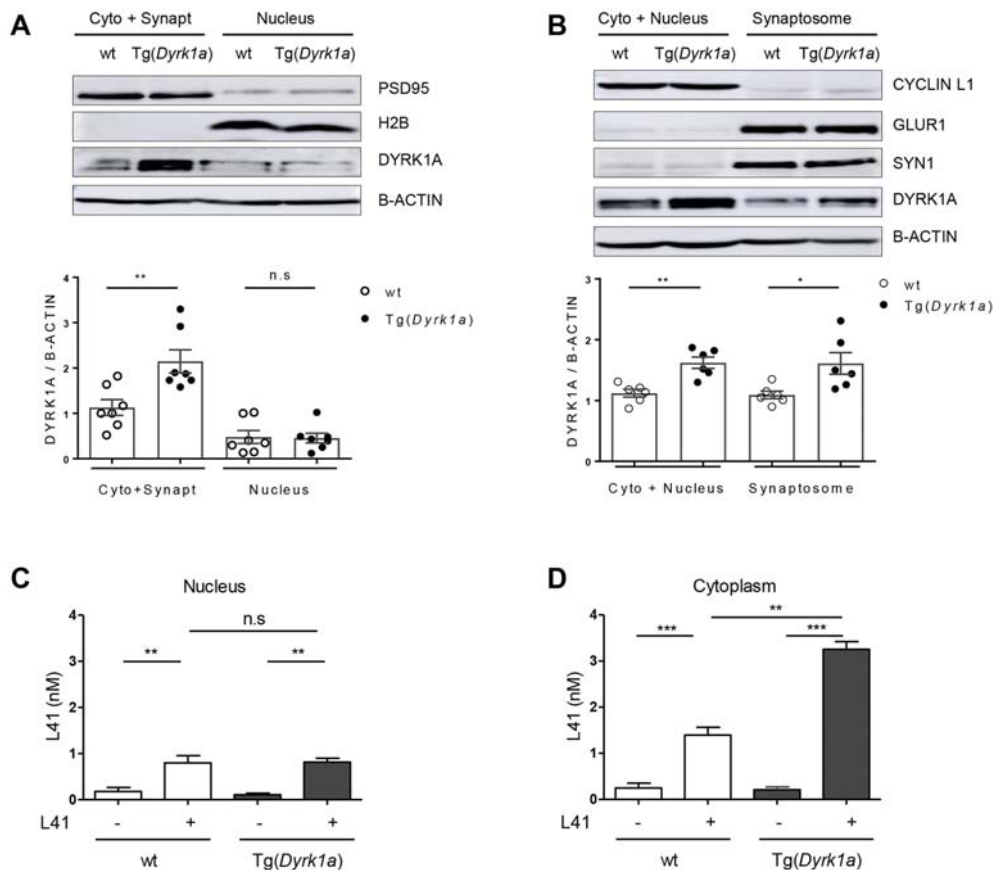 A
Cyto + Synapt Nucleus
wt Tg(Dyrk1a) wt Tg(Dyrk1a)
PSD95
H2B
DYRK1A
B-ACTIN
DYRK1A / B-ACTIN
4
3
2
1
0
** n.s
wt
Tg(Dyrk1a)
Cyto+Synapt Nucleus
B
Cyto + Nucleus Synaptosome
wt Tg(Dyrk1a) wt Tg(Dyrk1a)
CYCLIN L1
GLUR1
SYN1
DYRK1A
B-ACTIN
DYRK1A / B-ACTIN
3
2
1
0
** *
wt
Tg(Dyrk1a)
Cyto + Nucleus Synaptosome
C
Nucleus
L41 (nM)
4
3
2
1
0
n.s
** **
L41 - + - +
wt Tg(Dyrk1a)
D
Cytoplasm
L41 (nM)
4
3
2
1
0
**
*** ***
L41 - + - +
wt Tg(Dyrk1a)